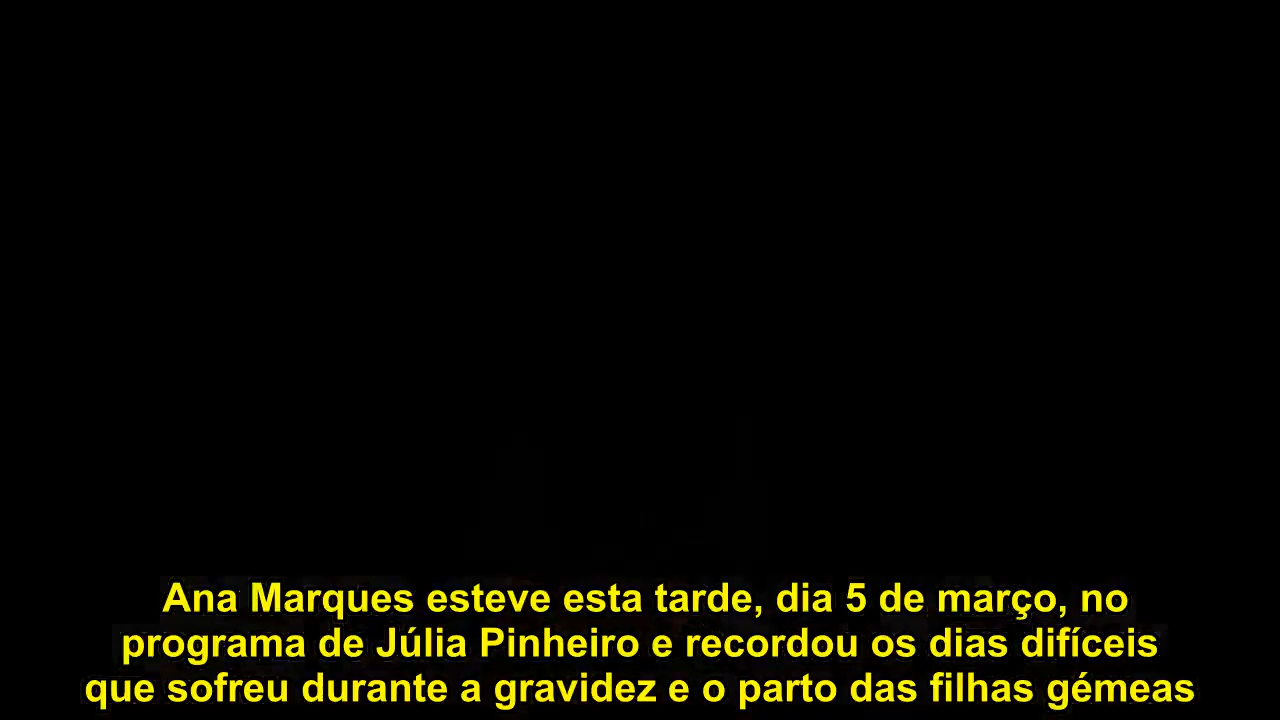 Ana Marques esteve esta tarde, dia 5 de março, no
programa de Júlia Pinheiro e recordou os dias difíceis
que sofreu durante a gravidez e o parto das filhas gémeas